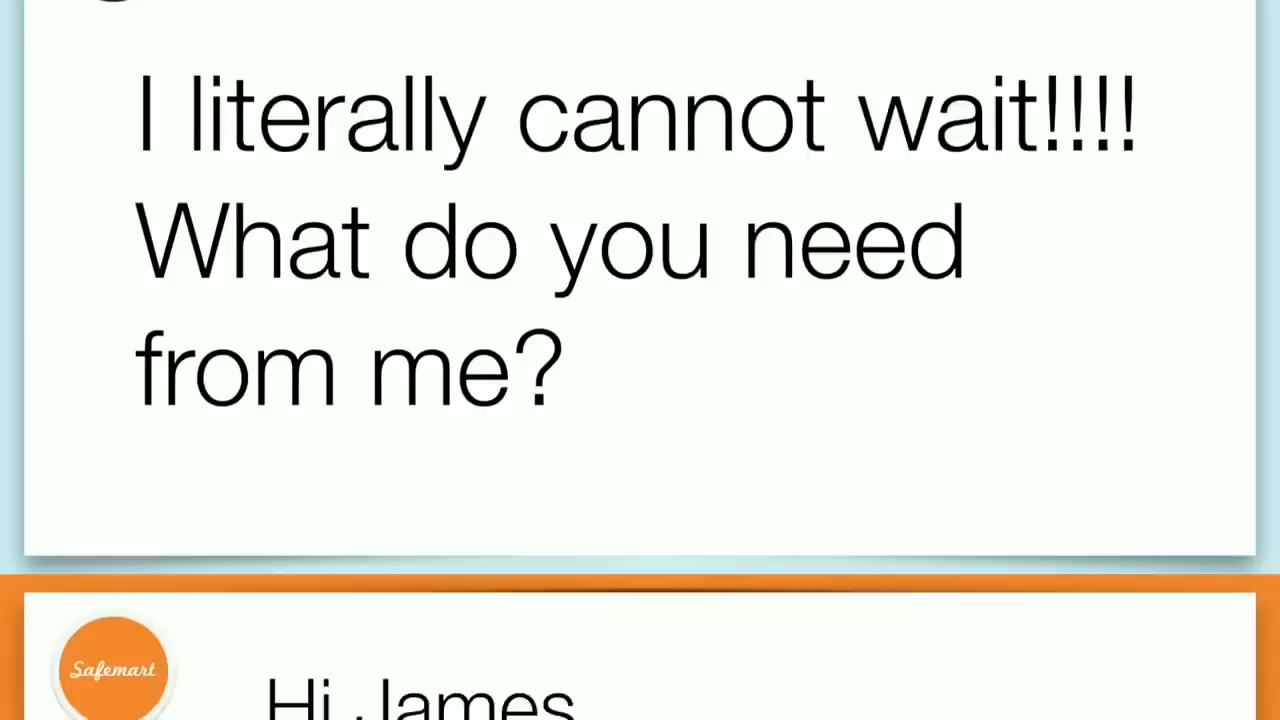 I literally cannot wait!!!!
What do you need
from me?
Safemart
Hi James